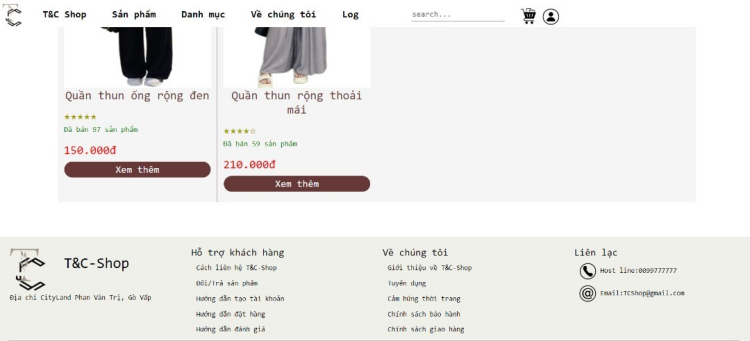 T&C Shop Sản phẩm Danh mục Về chúng tôi Log search...
Quần thun ống rộng đen
★★★★★
Đã bán 97 sản phẩm
150.000đ
Xem thêm
Quần thun rộng thoải
mái
★★★★☆
Đã bán 59 sản phẩm
210.000đ
Xem thêm
T&C-Shop
Địa chỉ CityLand Phan Văn Trị, Gò Vấp
Hỗ trợ khách hàng
Cách liên hệ T&C-Shop
Đổi/Trả sản phẩm
Hướng dẫn tạo tài khoản
Hướng dẫn đặt hàng
Hướng dẫn đánh giá
Về chúng tôi
Giới thiệu về T&C-Shop
Tuyển dụng
Cảm hứng thời trang
Chính sách bảo hành
Chính sách giao hàng
Liên lạc
Host line:0099777777
Email:TCShop@gmail.com